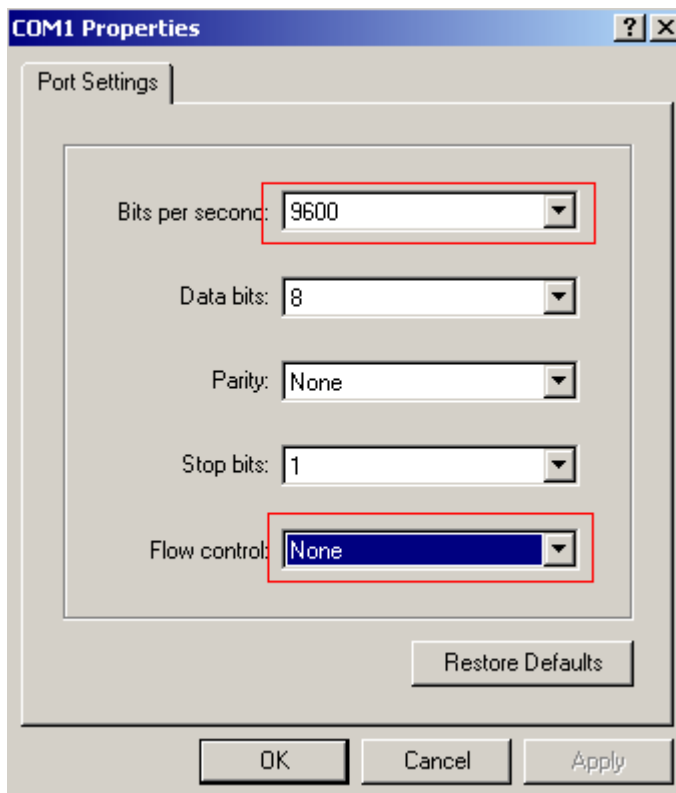 COM1 Properties
Port Settings
Bits per second: 9600
Data bits: 8
Parity: None
Stop bits: 1
Flow control: None
Restore Defaults
OK Cancel Apply